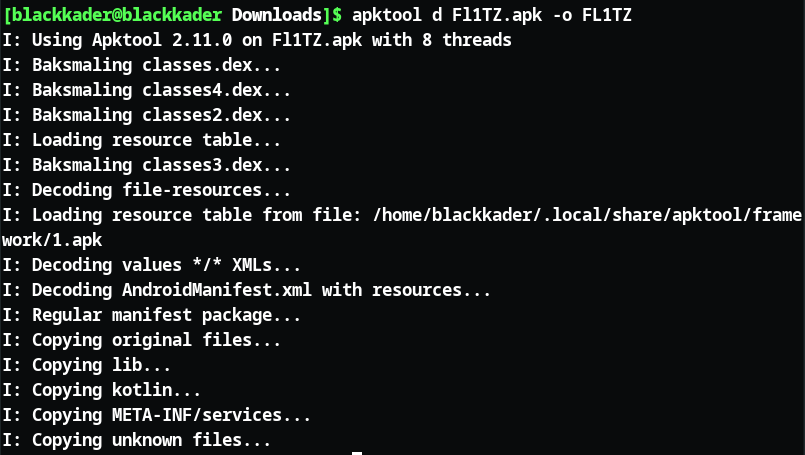 [blackkader@blackkader Downloads]$ apktool d Fl1TZ.apk -o FL1TZ
I: Using Apktool 2.11.0 on Fl1TZ.apk with 8 threads
I: Baksmaling classes.dex...
I: Baksmaling classes4.dex...
I: Baksmaling classes2.dex...
I: Loading resource table...
I: Baksmaling classes3.dex...
I: Decoding file-resources...
I: Loading resource table from file: /home/blackkader/.local/share/apktool/frame
work/1.apk
I: Decoding values */* XMLs...
I: Decoding AndroidManifest.xml with resources...
I: Regular manifest package...
I: Copying original files...
I: Copying lib...
I: Copying kotlin...
I: Copying META-INF/services...
I: Copying unknown files...